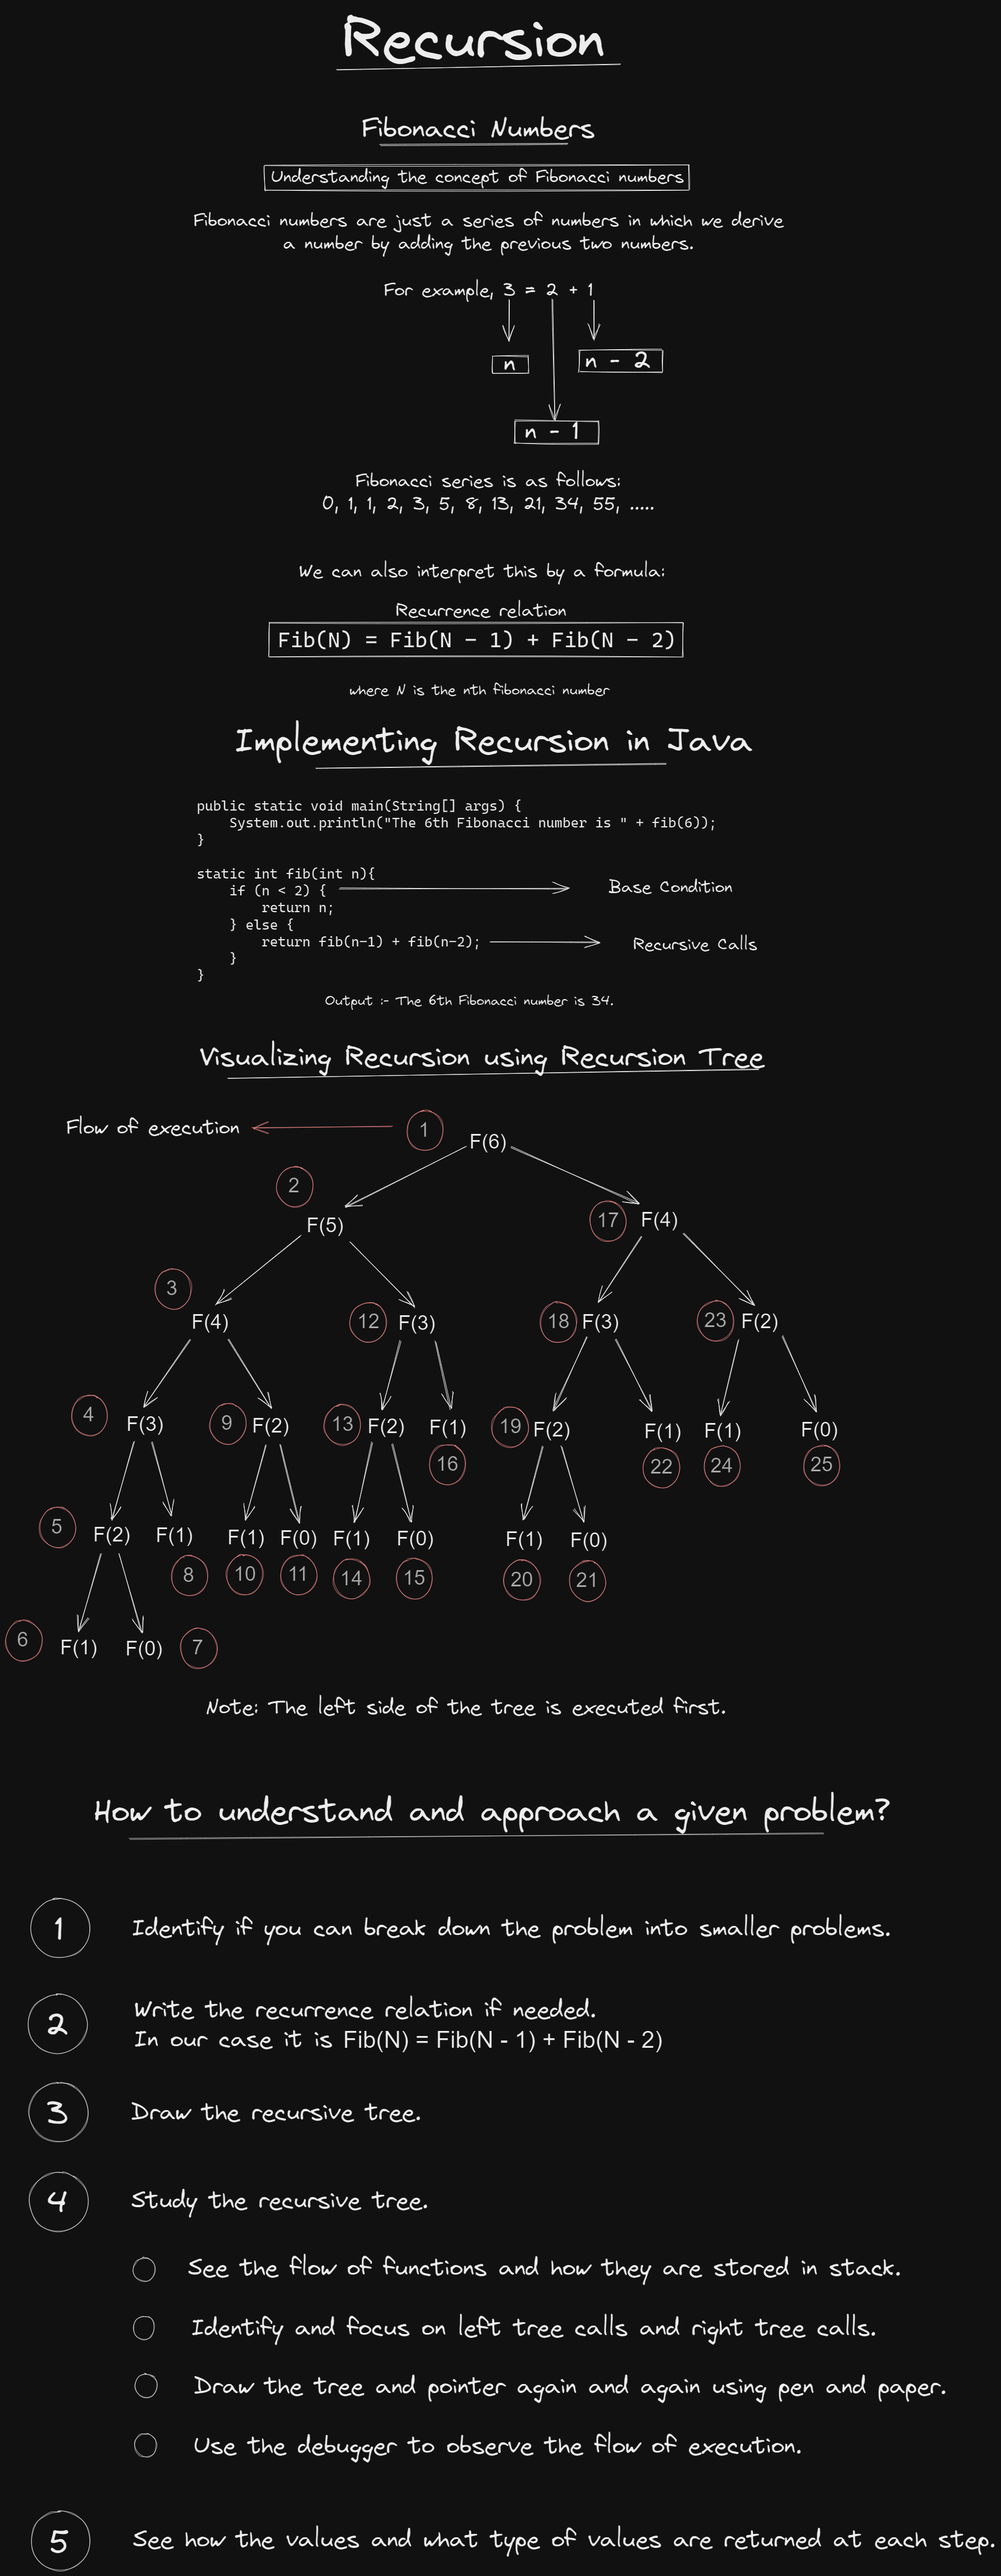 Recursion
Fibonacci Numbers
Understanding the concept of Fibonacci numbers
Fibonacci numbers are just a series of numbers in which we derive
a number by adding the previous two numbers.
For example, 3 = 2 + 1
n
n - 2
n - 1
Fibonacci series is as follows:
0, 1, 1, 2, 3, 5, 8, 13, 21, 34, 55, .....
We can also interpret this by a formula:
Recurrence relation
Fib(N) = Fib(N - 1) + Fib(N - 2)
where N is the nth fibonacci number
Implementing Recursion in Java
public static void main(String[] args) {
    System.out.println("The 6th Fibonacci number is " + fib(6));
}
static int fib(int n){
    if (n < 2) { Base Condition
        return n;
    } else {
        return fib(n-1) + fib(n-2); Recursive Calls
    }
}
Output :- The 6th Fibonacci number is 34.
Visualizing Recursion using Recursion Tree
Flow of execution 1 F(6)
2 F(5) 17 F(4)
3 F(4) 12 F(3) 18 F(3) 23 F(2)
4 F(3) 9 F(2) 13 F(2) F(1) 19 F(2) F(1) F(1) F(0)
16 22 24 25
5 F(2) F(1) F(1) F(0) F(1) F(0) F(1) F(0)
8 10 11 14 15 20 21
6 F(1) F(0) 7
Note: The left side of the tree is executed first.
How to understand and approach a given problem?
1 Identify if you can break down the problem into smaller problems.
2 Write the recurrence relation if needed.
In our case it is Fib(N) = Fib(N - 1) + Fib(N - 2)
3 Draw the recursive tree.
4 Study the recursive tree.
See the flow of functions and how they are stored in stack.
Identify and focus on left tree calls and right tree calls.
Draw the tree and pointer again and again using pen and paper.
Use the debugger to observe the flow of execution.
5 See how the values and what type of values are returned at each step.